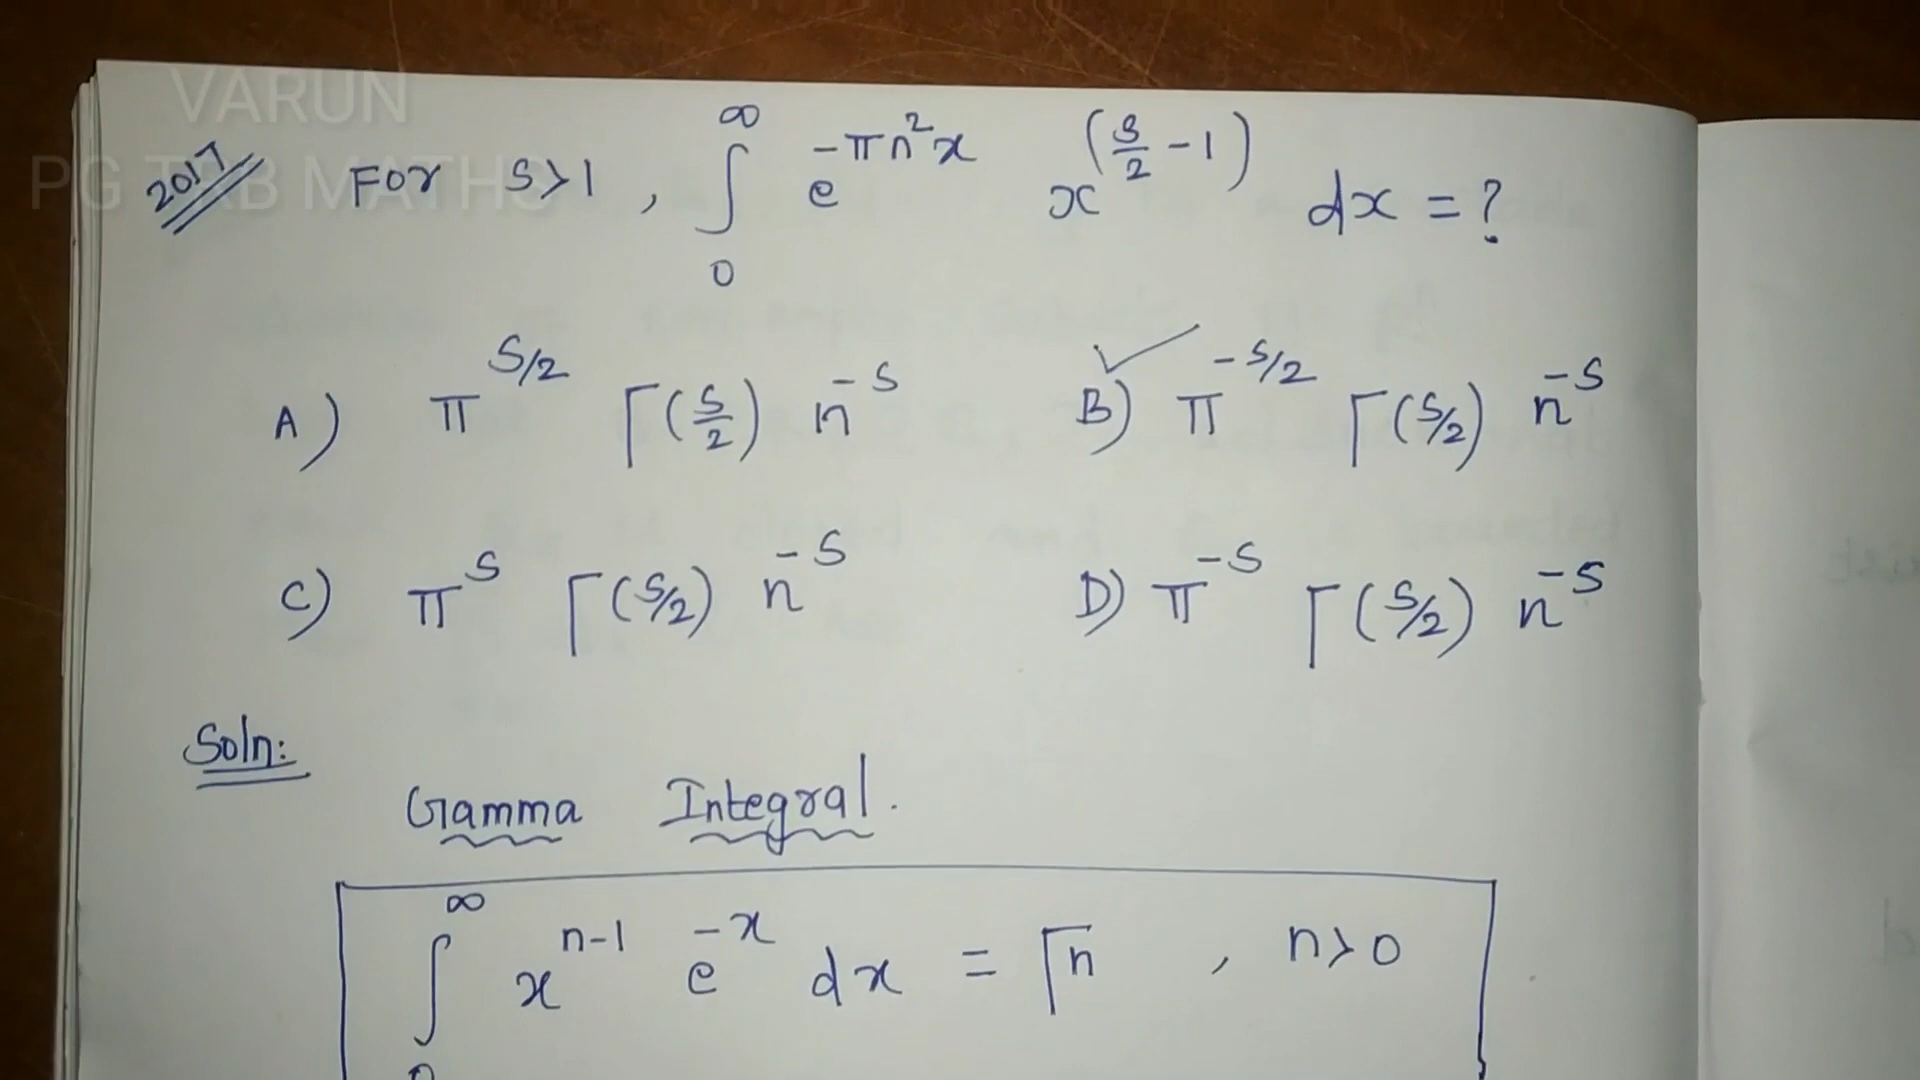 VARUN
PG TRB MATHS
2017 For s>1, ∫₀^∞ e^(-πn²x) x^(s/2 - 1) dx = ?
A) π^(s/2) Γ(s/2) n^(-s) B) π^(-s/2) Γ(s/2) n^(-s)
C) π^s Γ(s/2) n^(-s) D) π^(-s) Γ(s/2) n^(-s)
Soln:
Gamma Integral.
∫₀^∞ x^(n-1) e^(-x) dx = Γn , n>0